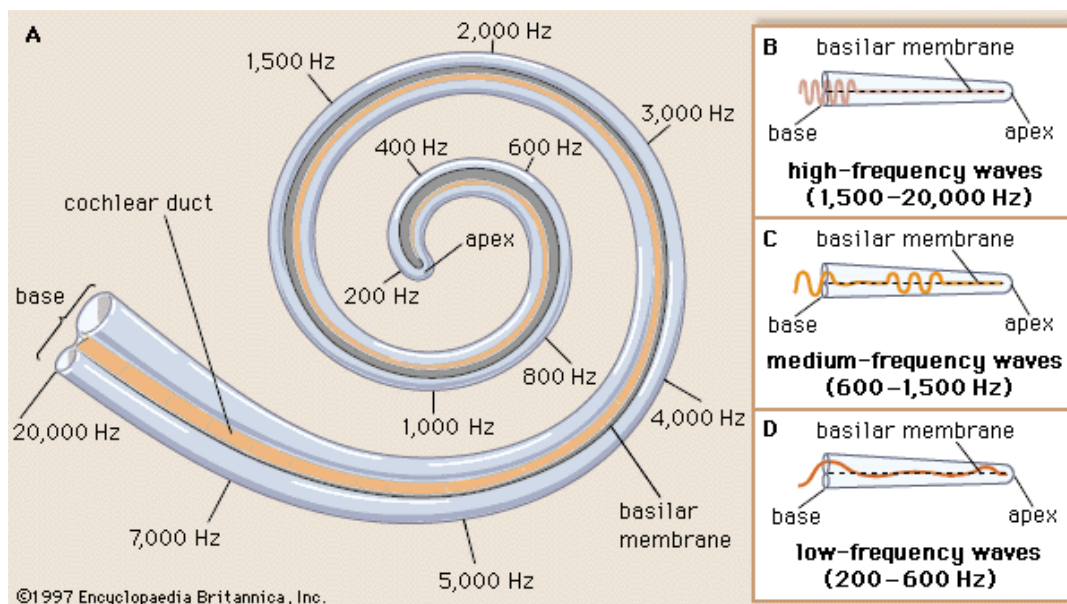 A
2,000 Hz
1,500 Hz
3,000 Hz
400 Hz
600 Hz
cochlear duct
apex
200 Hz
base
800 Hz
1,000 Hz
4,000 Hz
20,000 Hz
7,000 Hz
basilar
membrane
5,000 Hz
©1997 Encyclopaedia Britannica, Inc.
B
basilar membrane
base
apex
high-frequency waves
(1,500–20,000 Hz)
C
basilar membrane
base
apex
medium-frequency waves
(600–1,500 Hz)
D
basilar membrane
base
apex
low-frequency waves
(200–600 Hz)